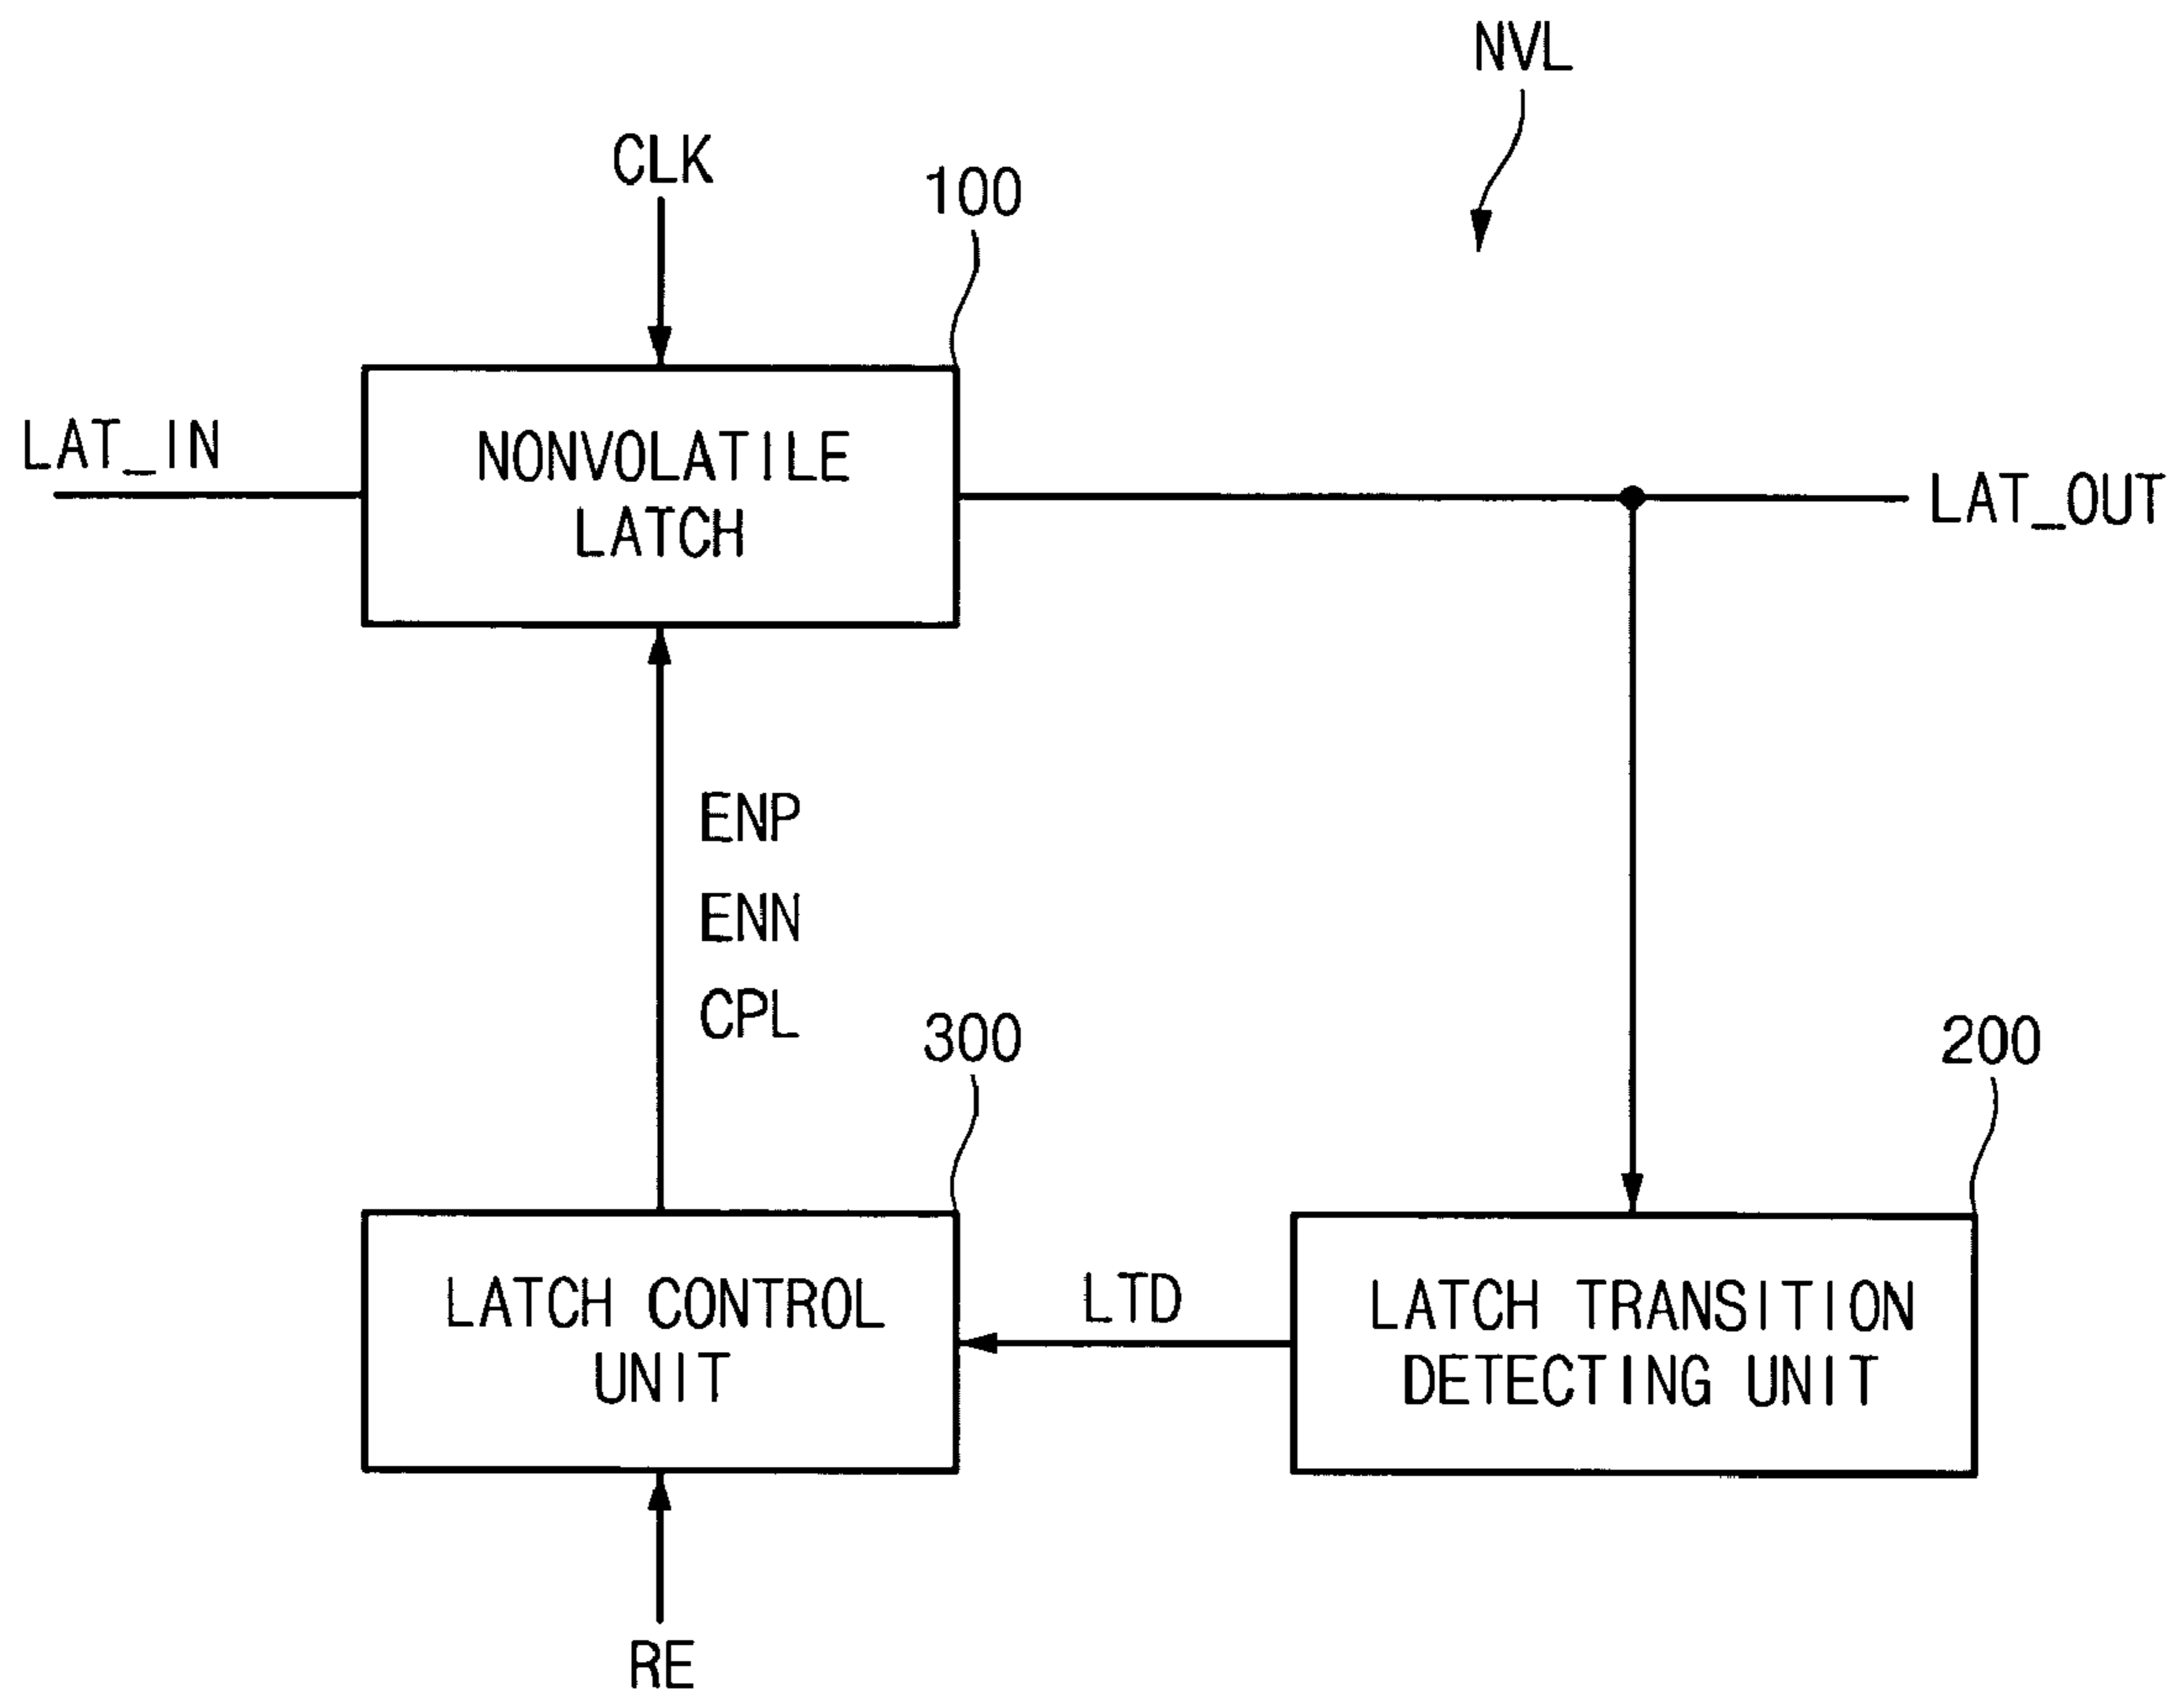 NVL
CLK
100
LAT_IN
NONVOLATILE
LATCH
LAT_OUT
ENP
ENN
CPL
300
200
LATCH CONTROL
UNIT
LTD
LATCH TRANSITION
DETECTING UNIT
RE